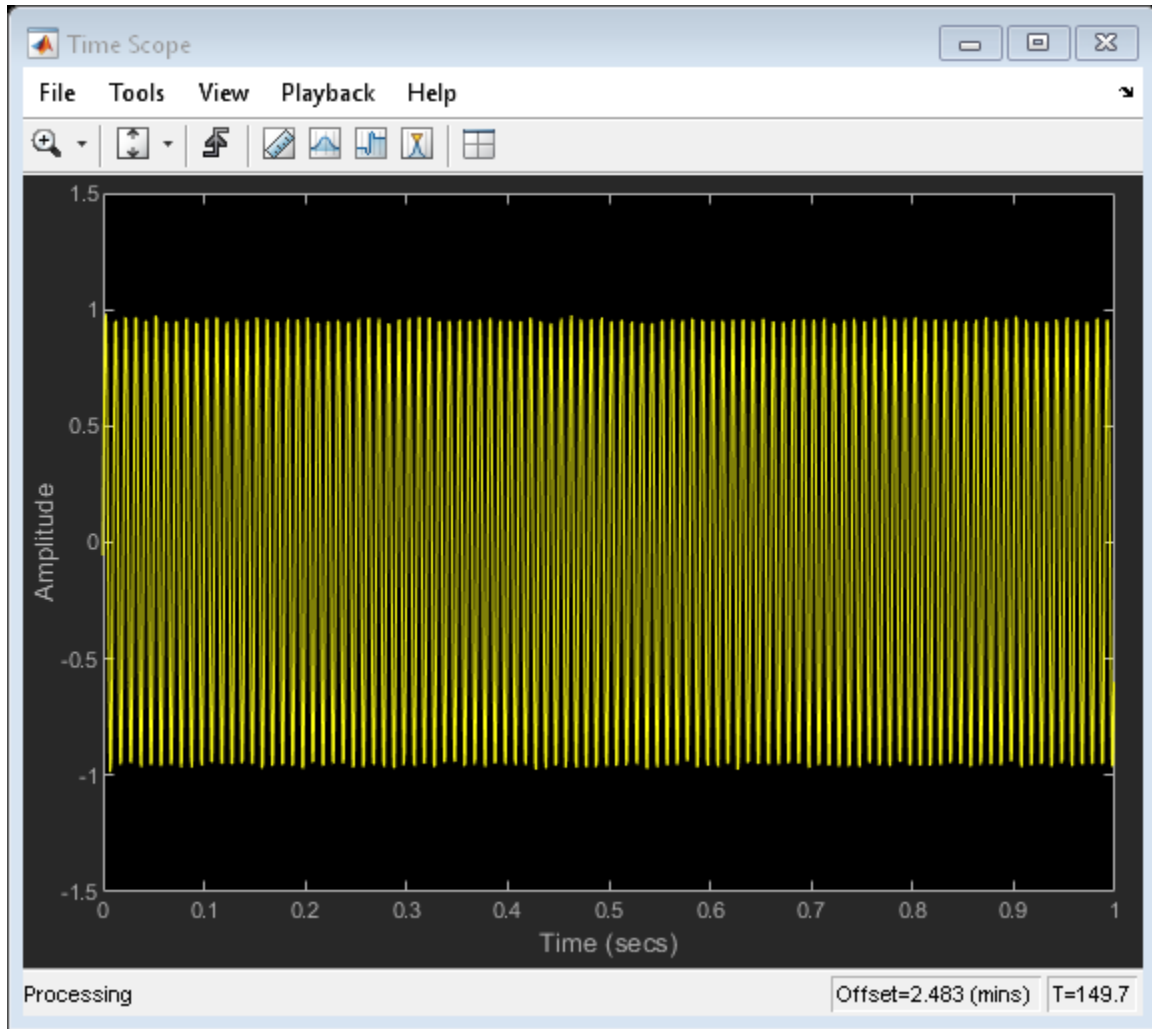 Time Scope
File Tools View Playback Help
1.5
1
0.5
0
-0.5
-1
-1.5
Amplitude
0 0.1 0.2 0.3 0.4 0.5 0.6 0.7 0.8 0.9 1
Time (secs)
Processing Offset=2.483 (mins) T=149.7